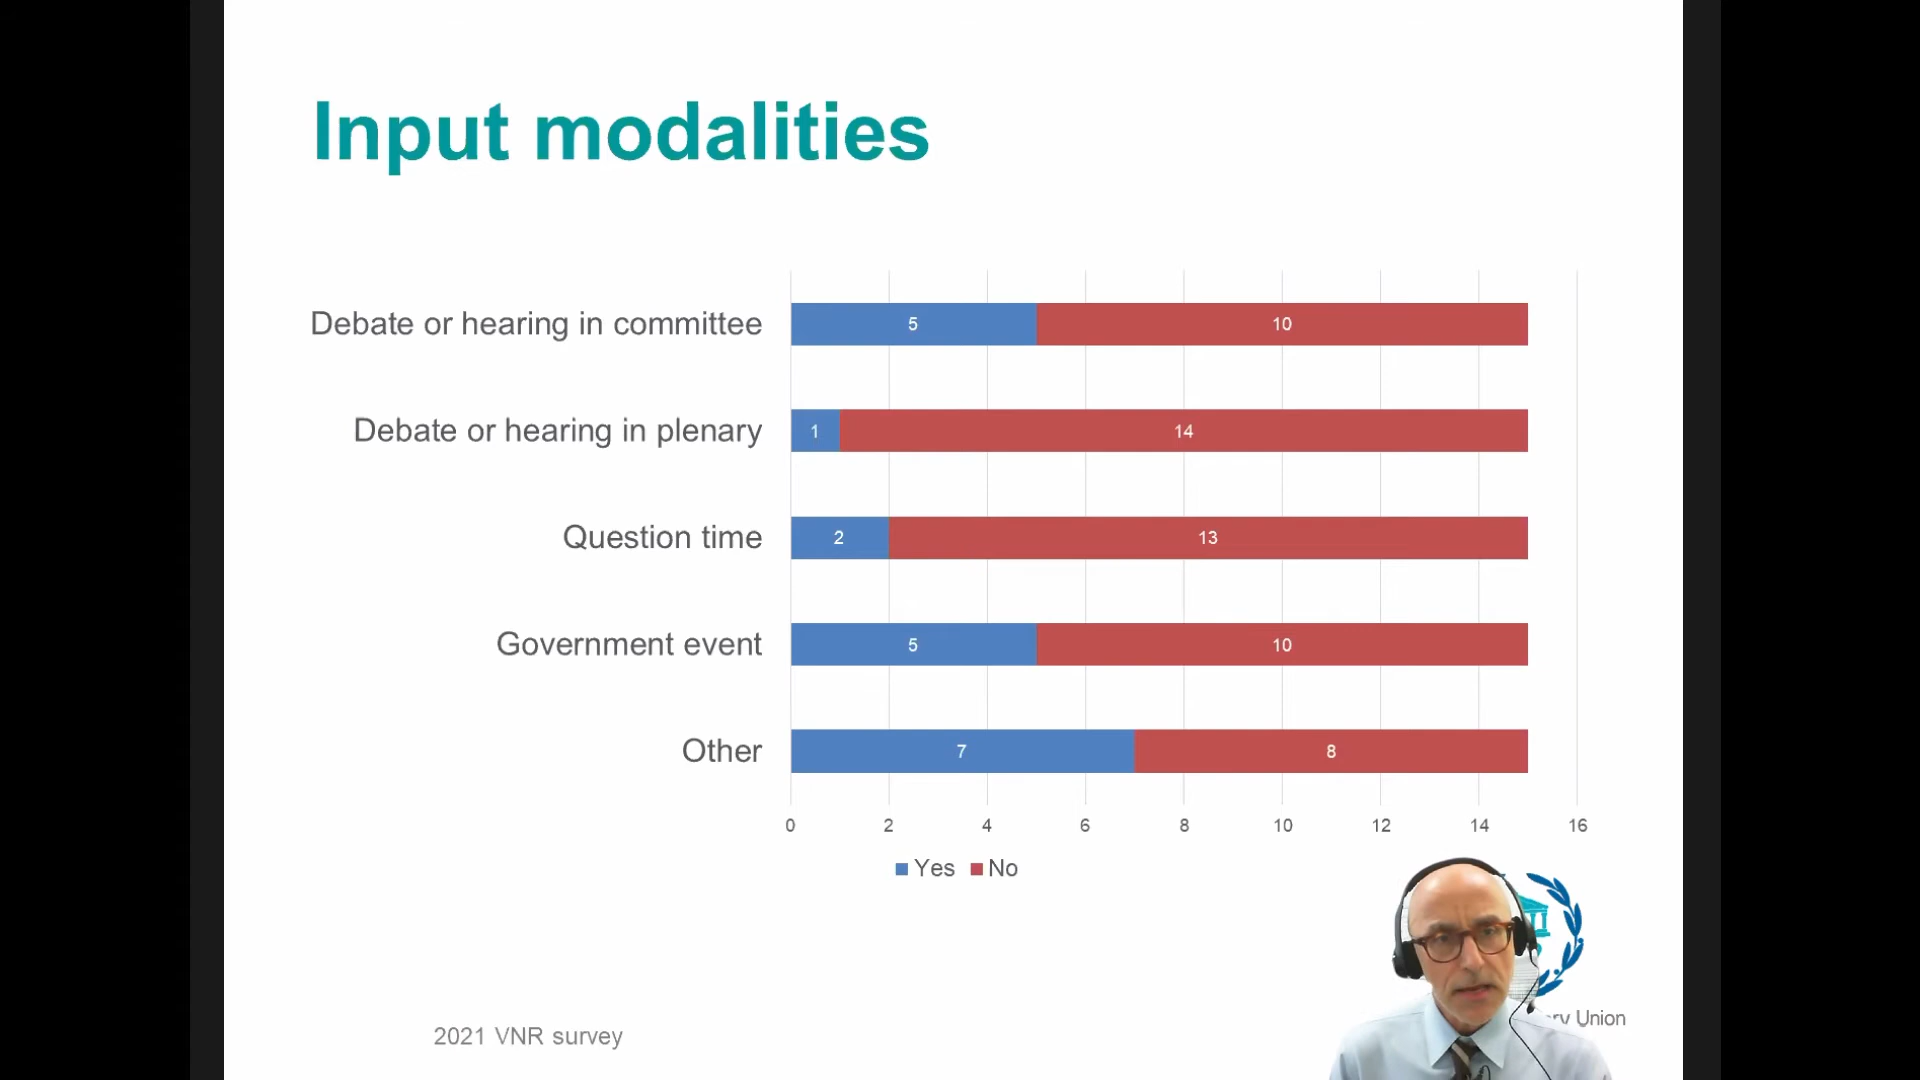 Input modalities
Debate or hearing in committee
5
10
Debate or hearing in plenary
1
14
Question time
2
13
Government event
5
10
Other
7
8
0 2 4 6 8 10 12 14 16
Yes No
Union
2021 VNR survey